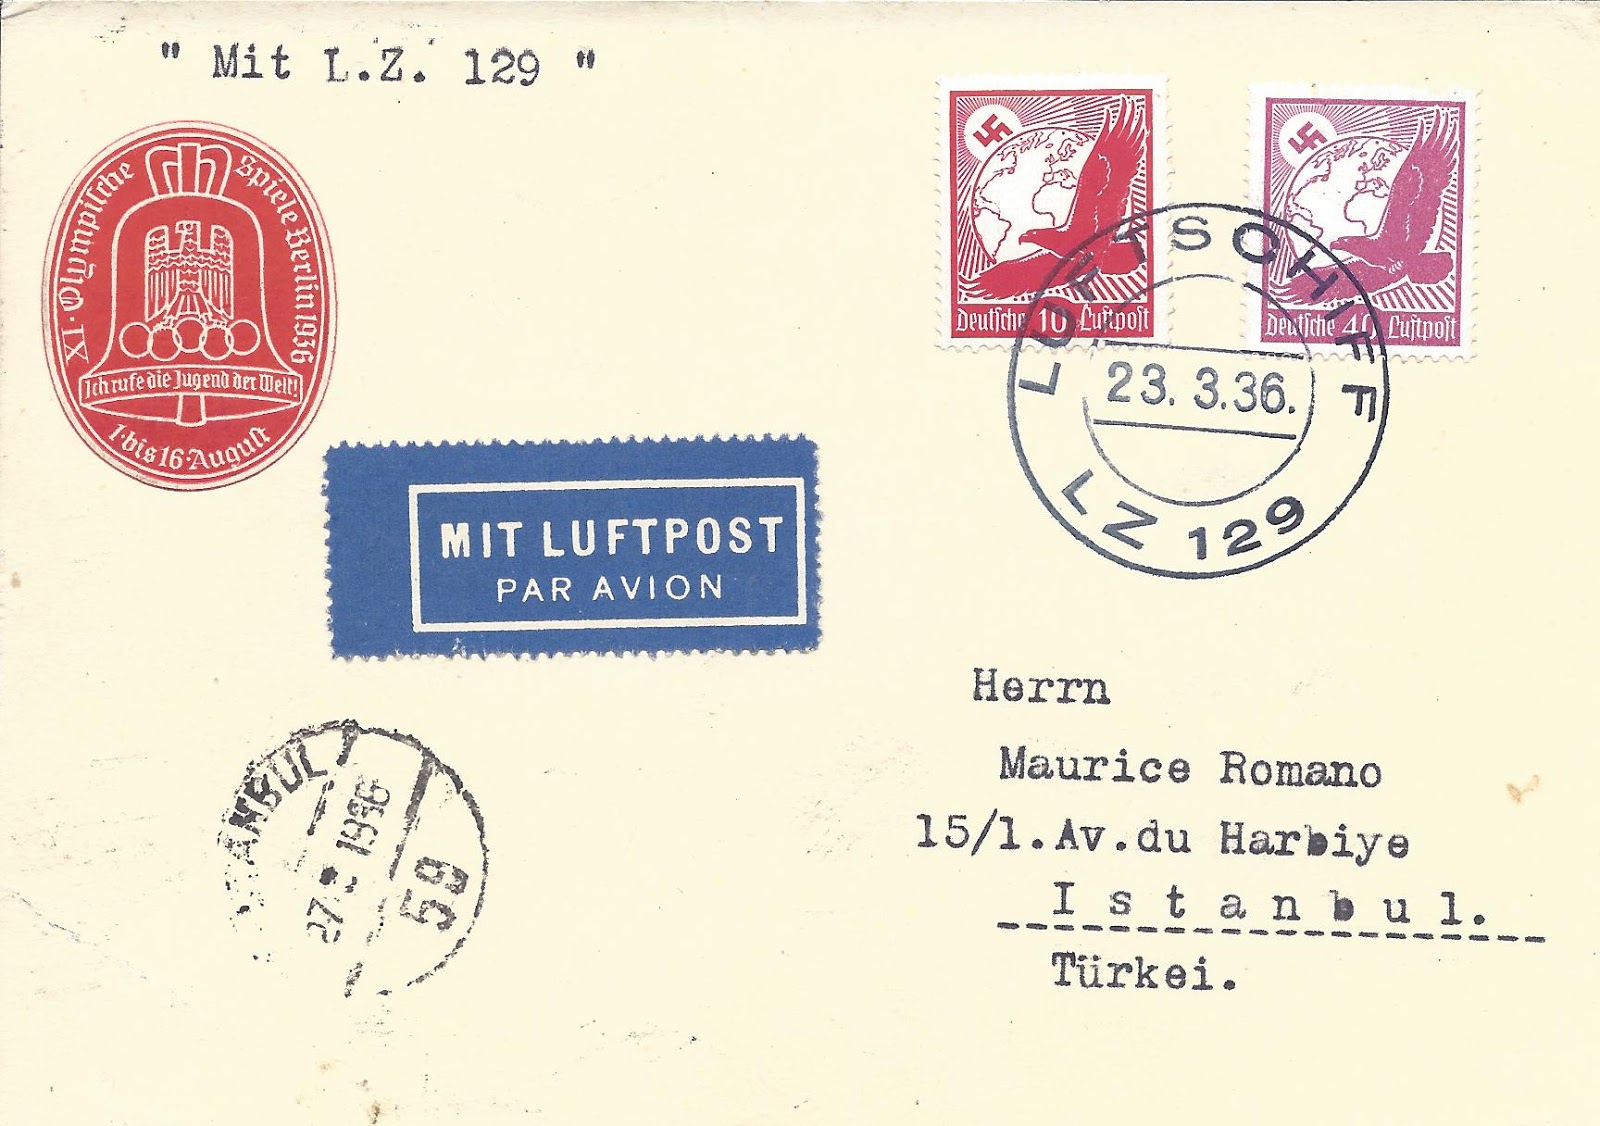 " Mit L.Z. 129 "
XI. Olympische Spiele Berlin 1936
Ich rufe die Jugend der Welt!
1. bis 16. August
Deutsche 10 Luftpost
Deutsche 40 Luftpost
LUFTSCHIFF
23. 3.36.
LZ 129
MIT LUFTPOST
PAR AVION
Herrn
Maurice Romano
15/1.Av.du Harbiye
Istanbul.
Türkei.
27. 1936
59